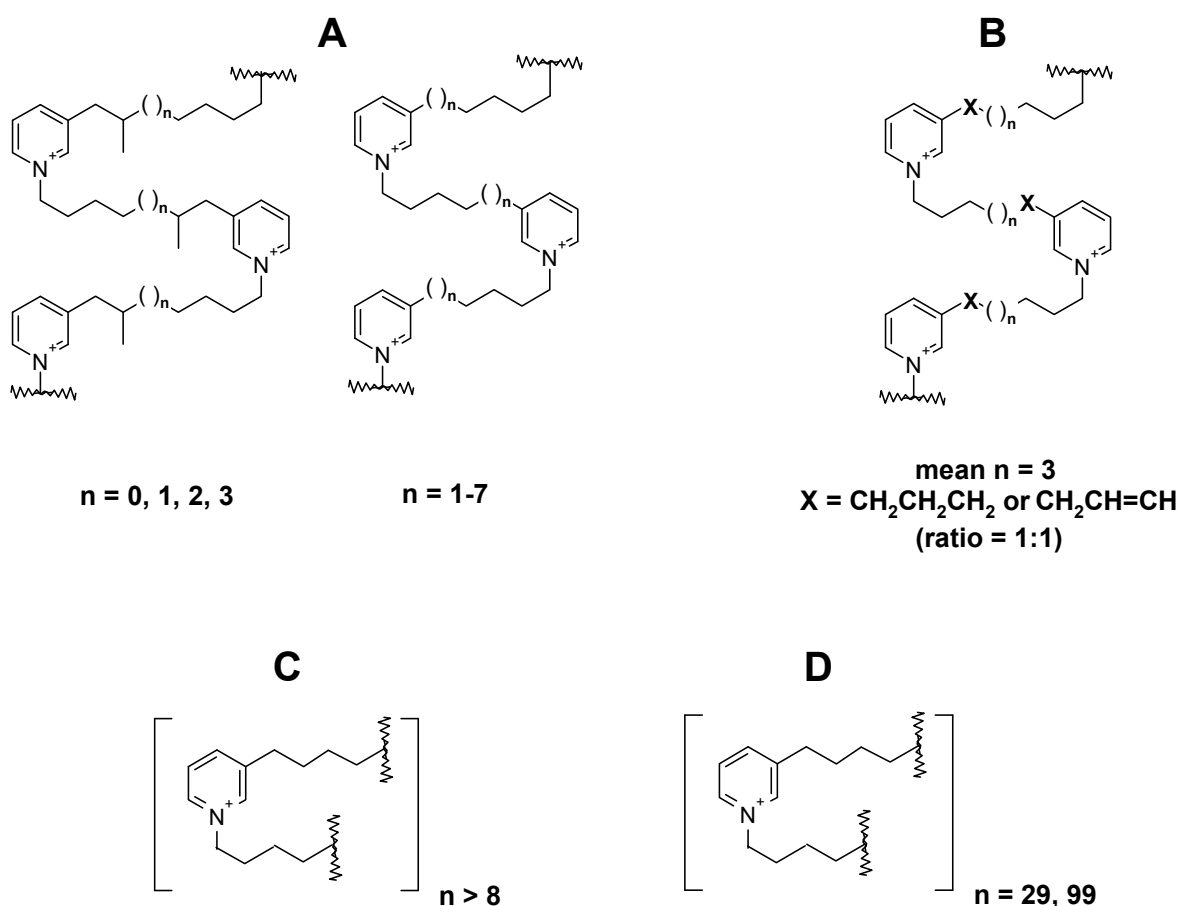 A
B
( )n
( )n
X ( )n
N+
N+
N+
( )n
( )n
( )n X
N+
N+
N+
( )n
( )n
X ( )n
N+
N+
N+
n = 0, 1, 2, 3
n = 1-7
mean n = 3
X = CH2CH2CH2 or CH2CH=CH
(ratio = 1:1)
C
D
N+
N+
n > 8
n = 29, 99